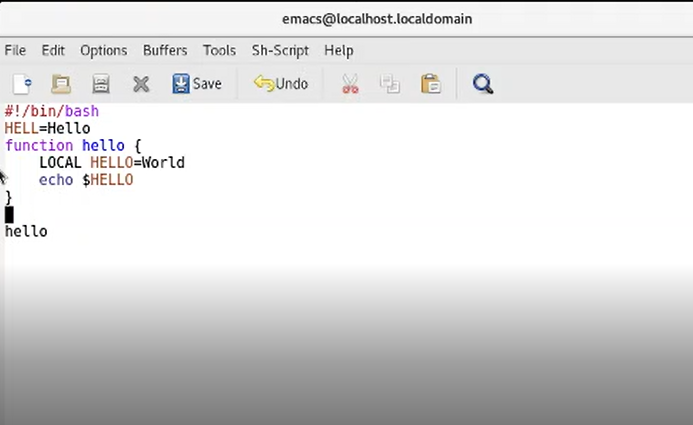 emacs@localhost.localdomain
File Edit Options Buffers Tools Sh-Script Help
Save Undo
#!/bin/bash
HELL=Hello
function hello {
    LOCAL HELLO=World
    echo $HELLO
}
hello